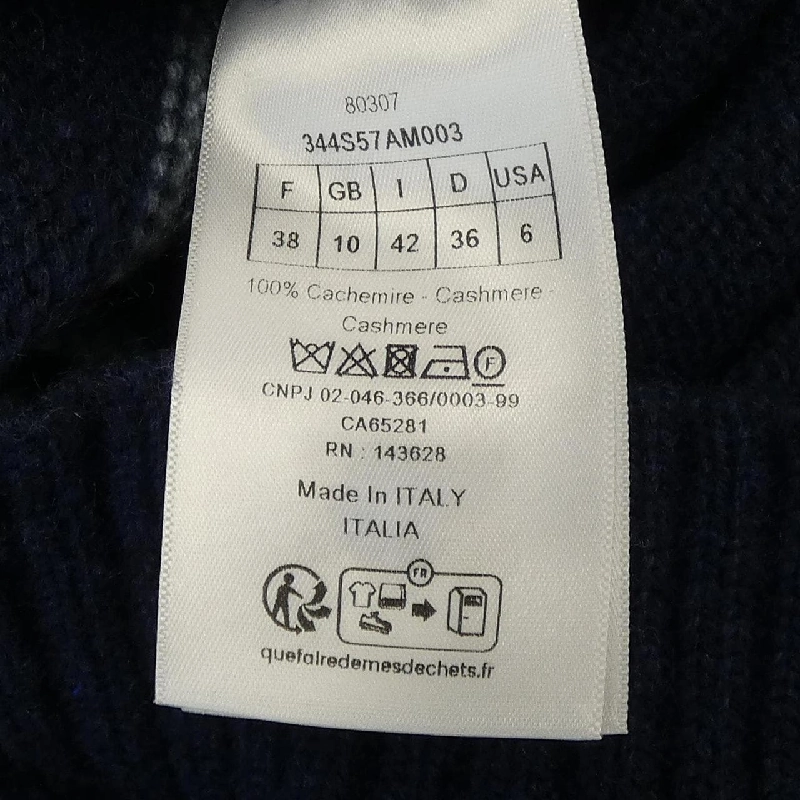 80307
344S57AM003
F GB I D USA
38 10 42 36 6
100% Cachemire - Cashmere -
Cashmere
F
CNPJ 02-046-366/0003-99
CA65281
RN : 143628
Made In ITALY
ITALIA
FR
quefairedemesdechets.fr